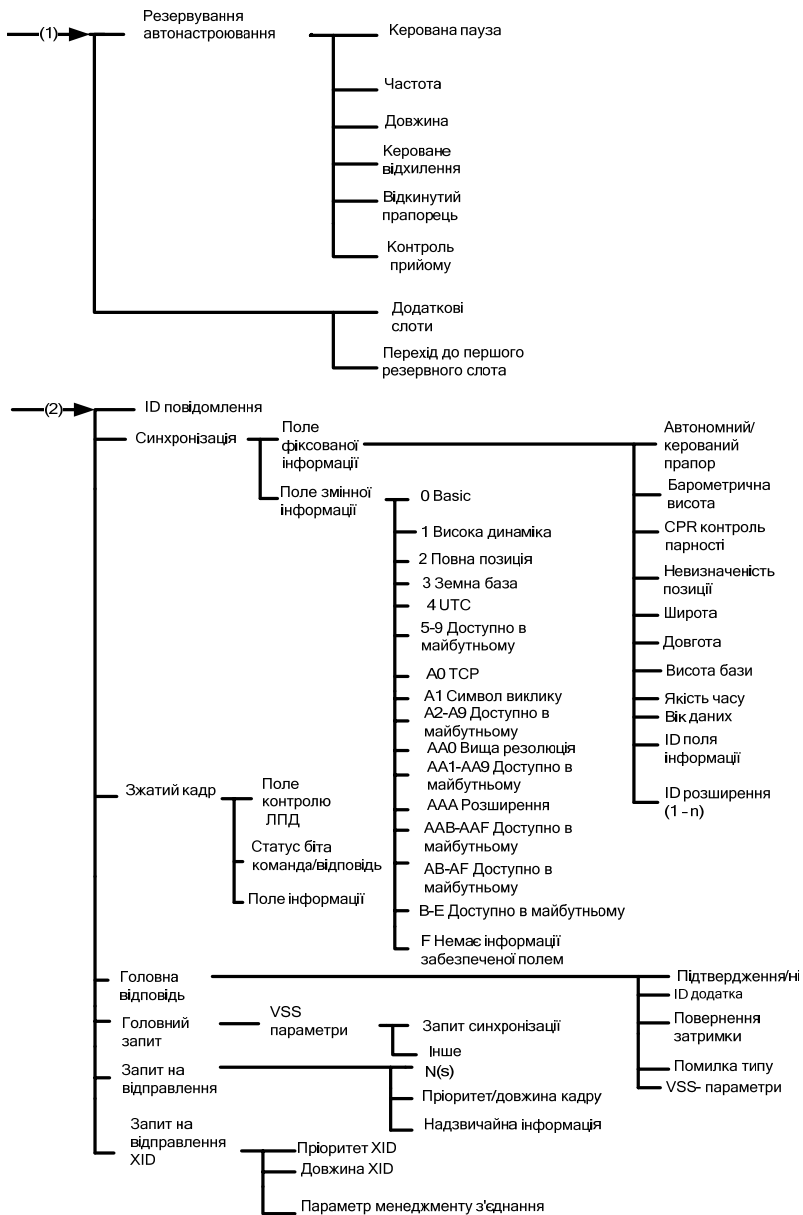 Резервування
автонастроювання
(1)
Керована пауза
Частота
Довжина
Кероване
відхилення
Відкинутий
прапорець
Контроль
прийому
Додаткові
слоти
Перехід до першого
резервного слота
(2)
ID повідомлення
Синхронізація
Поле
фіксованої
інформації
Поле змінної
інформації
0 Basic
1 Висока динаміка
2 Повна позиція
3 Земна база
4 UTC
5-9 Доступно в
майбутньому
A0 TCP
A1 Символ виклику
A2-A9 Доступно в
майбутньому
AA0 Вища резолюція
AA1-AA9 Доступно в
майбутньому
AAA Розширення
AAB-AAF Доступно в
майбутньому
AB-AF Доступно в
майбутньому
B-E Доступно в майбутньому
F Немає інформації
забезпеченої полем
Автономний/
керований
прапор
Барометрична
висота
CPR контроль
парності
Невизначеність
позиції
Широта
Довгота
Висота бази
Якість часу
Вік даних
ID поля
інформації
ID розширення
(1 – n)
Зжатий кадр
Поле
контролю
ЛПД
Статус біта
команда/відповідь
Поле інформації
Головна
відповідь
Підтвердження/ні
ID додатка
Повернення
затримки
Помилка типу
VSS- параметри
Головний
запит
VSS
параметри
Запит синхронізації
Інше
Запит на
відправлення
N(s)
Пріоритет/довжина кадру
Надзвичайна інформація
Запит на
відправлення
XID
Пріоритет XID
Довжина XID
Параметр менеджменту з'єднання